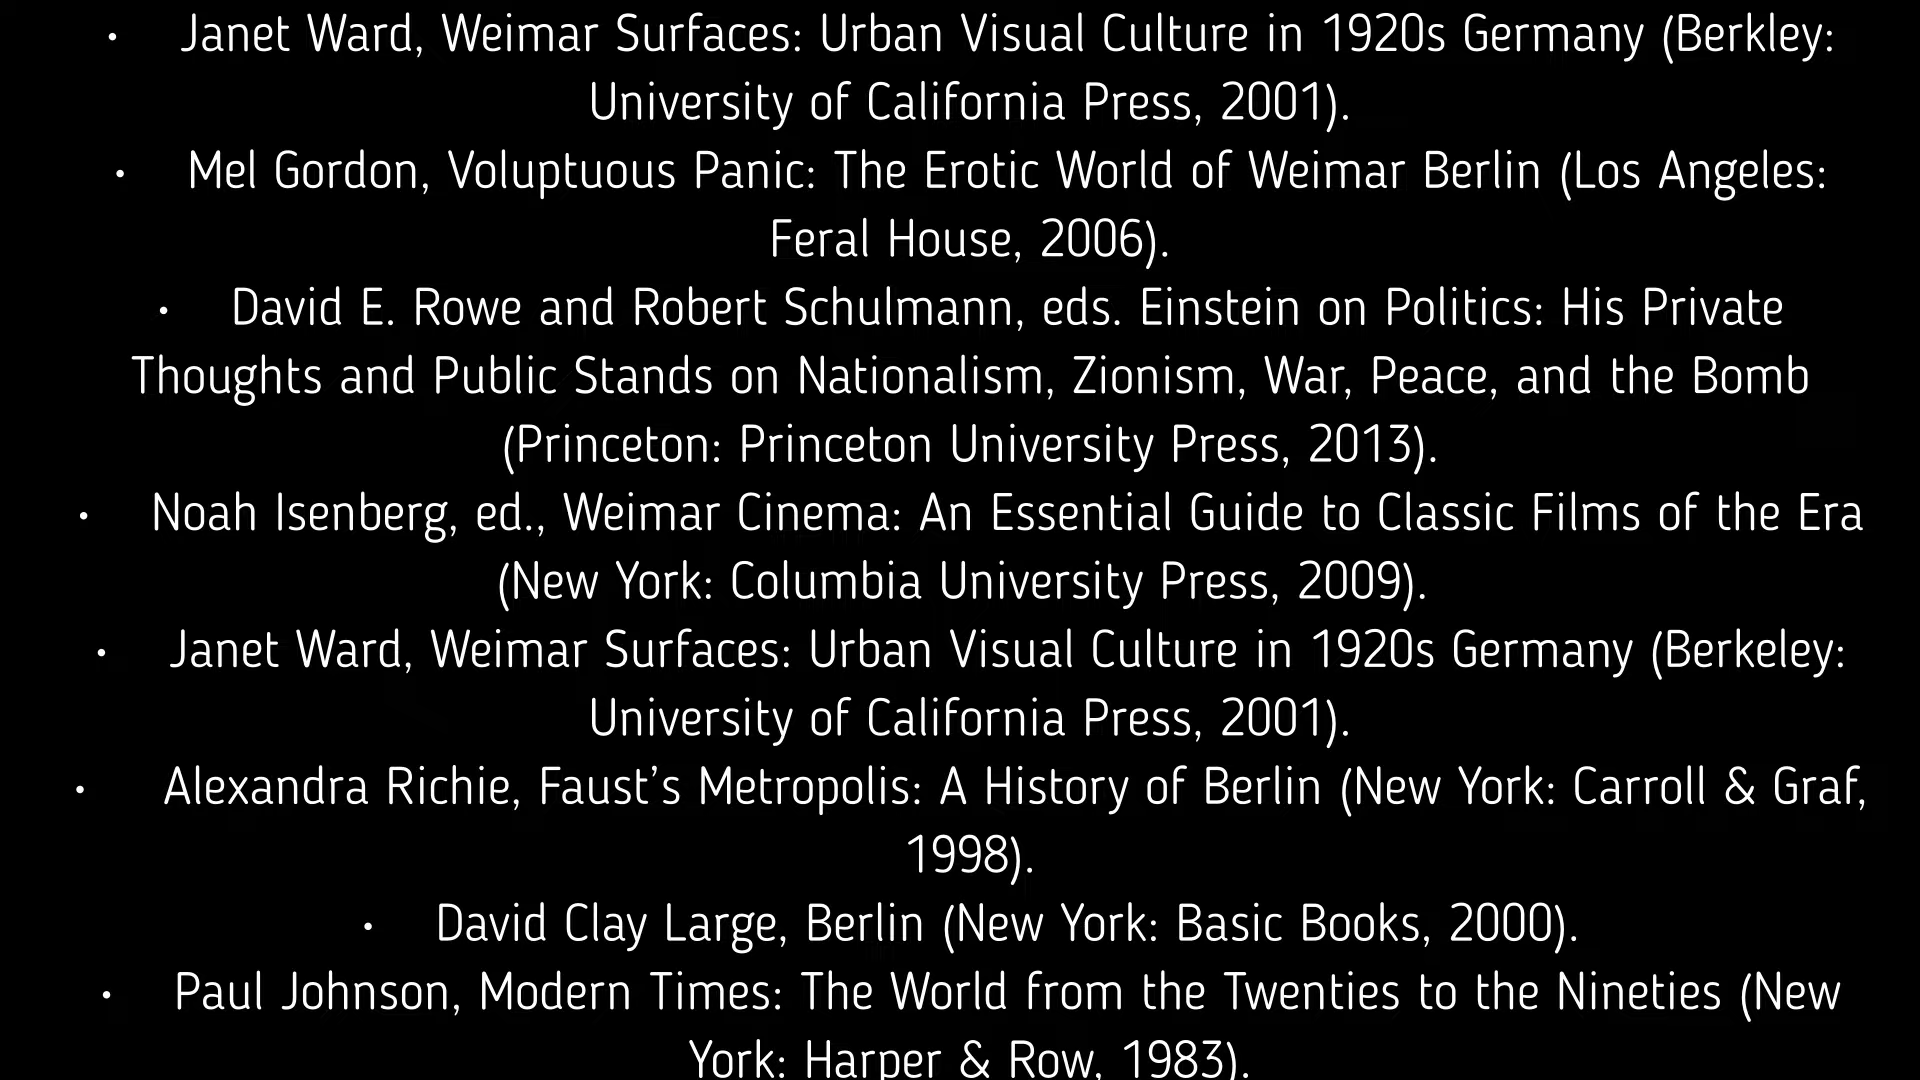 • Janet Ward, Weimar Surfaces: Urban Visual Culture in 1920s Germany (Berkley:
University of California Press, 2001).
• Mel Gordon, Voluptuous Panic: The Erotic World of Weimar Berlin (Los Angeles:
Feral House, 2006).
• David E. Rowe and Robert Schulmann, eds. Einstein on Politics: His Private
Thoughts and Public Stands on Nationalism, Zionism, War, Peace, and the Bomb
(Princeton: Princeton University Press, 2013).
• Noah Isenberg, ed., Weimar Cinema: An Essential Guide to Classic Films of the Era
(New York: Columbia University Press, 2009).
• Janet Ward, Weimar Surfaces: Urban Visual Culture in 1920s Germany (Berkeley:
University of California Press, 2001).
• Alexandra Richie, Faust’s Metropolis: A History of Berlin (New York: Carroll & Graf,
1998).
• David Clay Large, Berlin (New York: Basic Books, 2000).
• Paul Johnson, Modern Times: The World from the Twenties to the Nineties (New
York: Harper & Row, 1983).